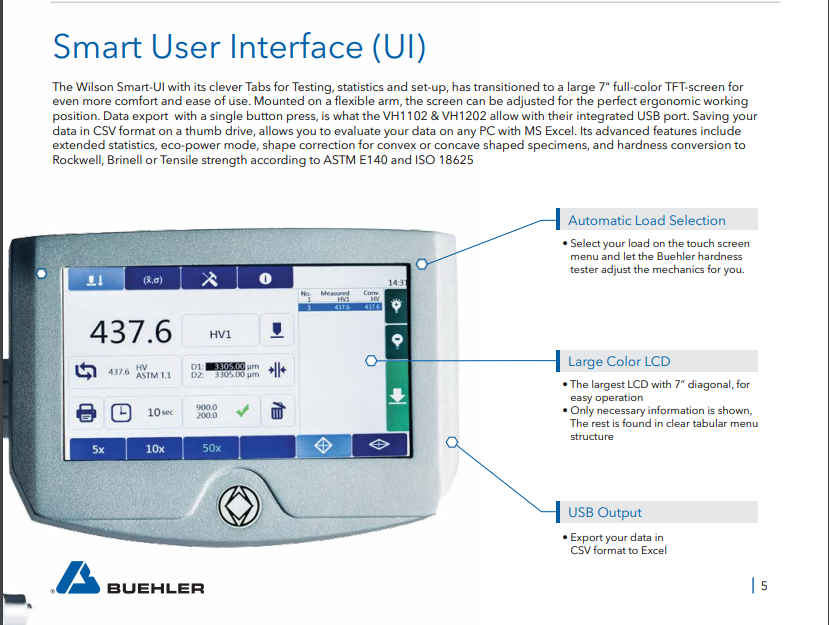 Smart User Interface (UI)
The Wilson Smart-UI with its clever Tabs for Testing, statistics and set-up, has transitioned to a large 7” full-color TFT-screen for
even more comfort and ease of use. Mounted on a flexible arm, the screen can be adjusted for the perfect ergonomic working
position. Data export with a single button press, is what the VH1102 & VH1202 allow with their integrated USB port. Saving your
data in CSV format on a thumb drive, allows you to evaluate your data on any PC with MS Excel. Its advanced features include
extended statistics, eco-power mode, shape correction for convex or concave shaped specimens, and hardness conversion to
Rockwell, Brinell or Tensile strength according to ASTM E140 and ISO 18625
Automatic Load Selection
• Select your load on the touch screen
menu and let the Buehler hardness
tester adjust the mechanics for you.
(x̄,σ)
14:31
No. Measured Conv.
1 HV1 HV
1 437.6 437.6
437.6
HV1
437.6 HV
ASTM T.1
D1: 3305.00 µm
D2: 3305.00 µm
10 sec
900.0
200.0
5x 10x 50x
Large Color LCD
• The largest LCD with 7” diagonal, for
easy operation
• Only necessary information is shown,
The rest is found in clear tabular menu
structure
USB Output
• Export your data in
CSV format to Excel
® BUEHLER
| 5